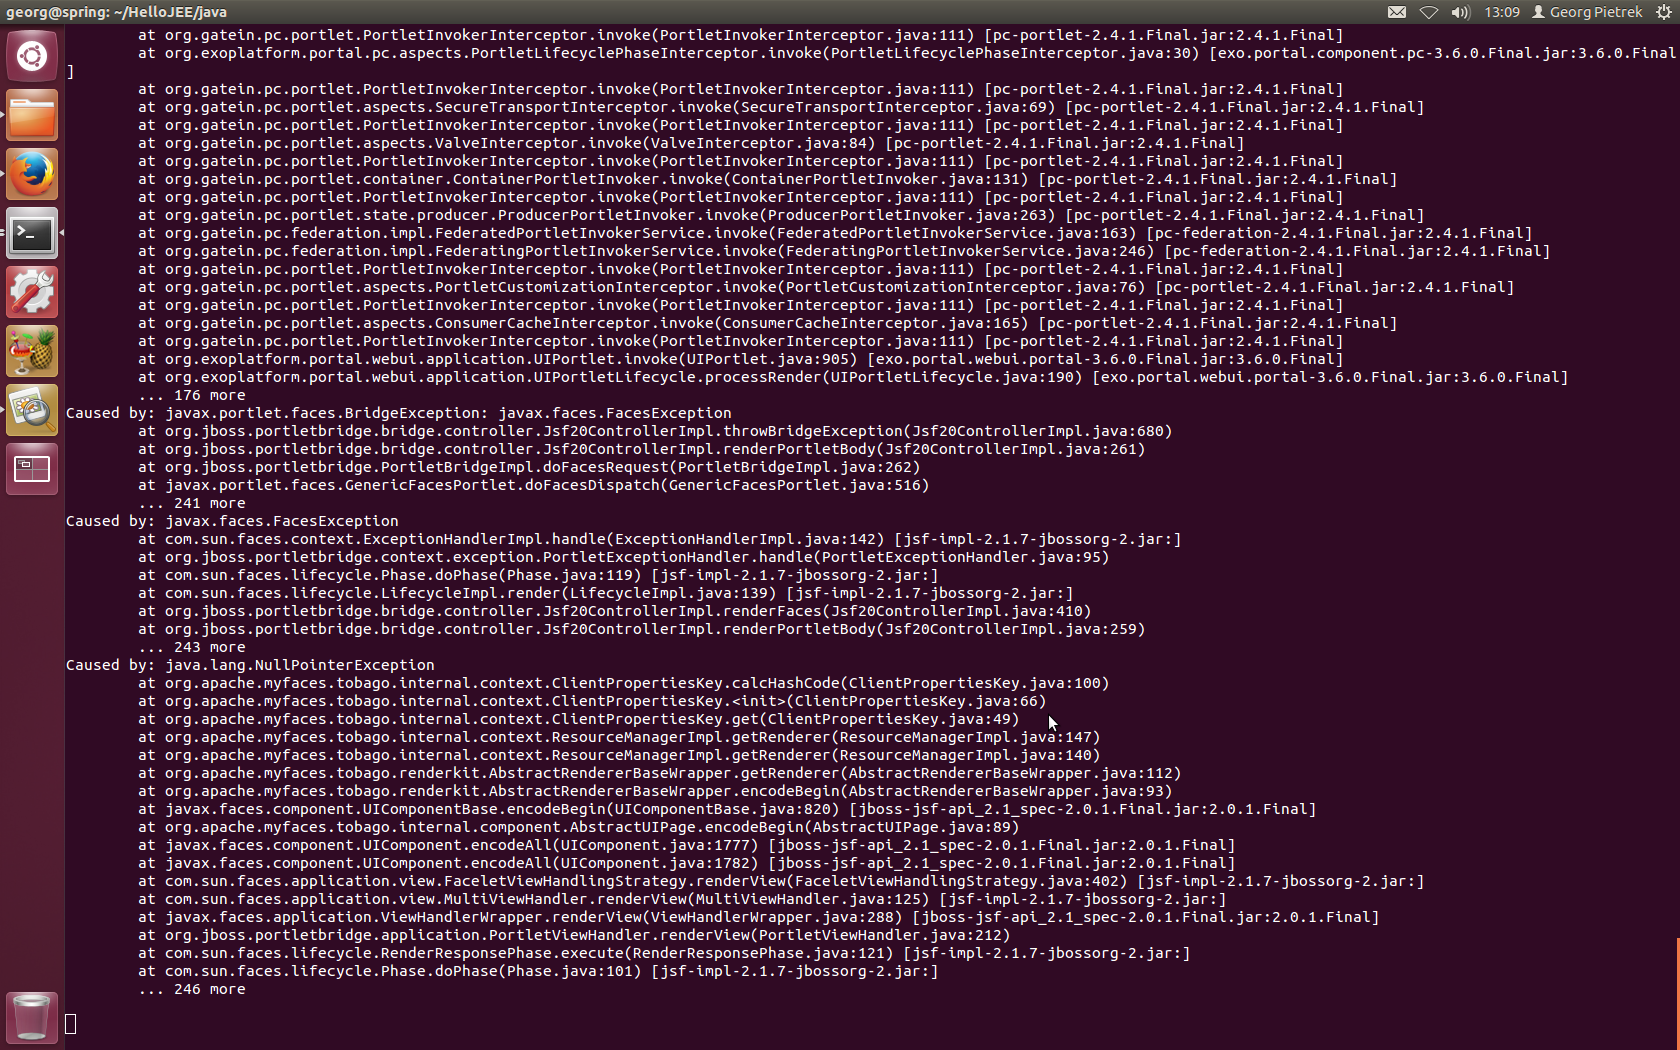 georg@spring: ~/HelloJEE/java
13:09 Georg Pietrek
at org.gatein.pc.portlet.PortletInvokerInterceptor.invoke(PortletInvokerInterceptor.java:111) [pc-portlet-2.4.1.Final.jar:2.4.1.Final]
at org.exoplatform.portal.pc.aspects.PortletLifecyclePhaseInterceptor.invoke(PortletLifecyclePhaseInterceptor.java:30) [exo.portal.component.pc-3.6.0.Final.jar:3.6.0.Final
]
at org.gatein.pc.portlet.PortletInvokerInterceptor.invoke(PortletInvokerInterceptor.java:111) [pc-portlet-2.4.1.Final.jar:2.4.1.Final]
at org.gatein.pc.portlet.aspects.SecureTransportInterceptor.invoke(SecureTransportInterceptor.java:69) [pc-portlet-2.4.1.Final.jar:2.4.1.Final]
at org.gatein.pc.portlet.PortletInvokerInterceptor.invoke(PortletInvokerInterceptor.java:111) [pc-portlet-2.4.1.Final.jar:2.4.1.Final]
at org.gatein.pc.portlet.aspects.ValveInterceptor.invoke(ValveInterceptor.java:84) [pc-portlet-2.4.1.Final.jar:2.4.1.Final]
at org.gatein.pc.portlet.PortletInvokerInterceptor.invoke(PortletInvokerInterceptor.java:111) [pc-portlet-2.4.1.Final.jar:2.4.1.Final]
at org.gatein.pc.portlet.container.ContainerPortletInvoker.invoke(ContainerPortletInvoker.java:131) [pc-portlet-2.4.1.Final.jar:2.4.1.Final]
at org.gatein.pc.portlet.PortletInvokerInterceptor.invoke(PortletInvokerInterceptor.java:111) [pc-portlet-2.4.1.Final.jar:2.4.1.Final]
at org.gatein.pc.portlet.state.producer.ProducerPortletInvoker.invoke(ProducerPortletInvoker.java:263) [pc-portlet-2.4.1.Final.jar:2.4.1.Final]
at org.gatein.pc.federation.impl.FederatedPortletInvokerService.invoke(FederatedPortletInvokerService.java:163) [pc-federation-2.4.1.Final.jar:2.4.1.Final]
at org.gatein.pc.federation.impl.FederatingPortletInvokerService.invoke(FederatingPortletInvokerService.java:246) [pc-federation-2.4.1.Final.jar:2.4.1.Final]
at org.gatein.pc.portlet.PortletInvokerInterceptor.invoke(PortletInvokerInterceptor.java:111) [pc-portlet-2.4.1.Final.jar:2.4.1.Final]
at org.gatein.pc.portlet.aspects.PortletCustomizationInterceptor.invoke(PortletCustomizationInterceptor.java:76) [pc-portlet-2.4.1.Final.jar:2.4.1.Final]
at org.gatein.pc.portlet.PortletInvokerInterceptor.invoke(PortletInvokerInterceptor.java:111) [pc-portlet-2.4.1.Final.jar:2.4.1.Final]
at org.gatein.pc.portlet.aspects.ConsumerCacheInterceptor.invoke(ConsumerCacheInterceptor.java:165) [pc-portlet-2.4.1.Final.jar:2.4.1.Final]
at org.gatein.pc.portlet.PortletInvokerInterceptor.invoke(PortletInvokerInterceptor.java:111) [pc-portlet-2.4.1.Final.jar:2.4.1.Final]
at org.exoplatform.portal.webui.application.UIPortlet.invoke(UIPortlet.java:905) [exo.portal.webui.portal-3.6.0.Final.jar:3.6.0.Final]
at org.exoplatform.portal.webui.application.UIPortletLifecycle.processRender(UIPortletLifecycle.java:190) [exo.portal.webui.portal-3.6.0.Final.jar:3.6.0.Final]
... 176 more
Caused by: javax.portlet.faces.BridgeException: javax.faces.FacesException
at org.jboss.portletbridge.bridge.controller.Jsf20ControllerImpl.throwBridgeException(Jsf20ControllerImpl.java:680)
at org.jboss.portletbridge.bridge.controller.Jsf20ControllerImpl.renderPortletBody(Jsf20ControllerImpl.java:261)
at org.jboss.portletbridge.PortletBridgeImpl.doFacesRequest(PortletBridgeImpl.java:262)
at javax.portlet.faces.GenericFacesPortlet.doFacesDispatch(GenericFacesPortlet.java:516)
... 241 more
Caused by: javax.faces.FacesException
at com.sun.faces.context.ExceptionHandlerImpl.handle(ExceptionHandlerImpl.java:142) [jsf-impl-2.1.7-jbossorg-2.jar:]
at org.jboss.portletbridge.context.exception.PortletExceptionHandler.handle(PortletExceptionHandler.java:95)
at com.sun.faces.lifecycle.Phase.doPhase(Phase.java:119) [jsf-impl-2.1.7-jbossorg-2.jar:]
at com.sun.faces.lifecycle.LifecycleImpl.render(LifecycleImpl.java:139) [jsf-impl-2.1.7-jbossorg-2.jar:]
at org.jboss.portletbridge.bridge.controller.Jsf20ControllerImpl.renderFaces(Jsf20ControllerImpl.java:410)
at org.jboss.portletbridge.bridge.controller.Jsf20ControllerImpl.renderPortletBody(Jsf20ControllerImpl.java:259)
... 243 more
Caused by: java.lang.NullPointerException
at org.apache.myfaces.tobago.internal.context.ClientPropertiesKey.calcHashCode(ClientPropertiesKey.java:100)
at org.apache.myfaces.tobago.internal.context.ClientPropertiesKey.<init>(ClientPropertiesKey.java:66)
at org.apache.myfaces.tobago.internal.context.ClientPropertiesKey.get(ClientPropertiesKey.java:49)
at org.apache.myfaces.tobago.internal.context.ResourceManagerImpl.getRenderer(ResourceManagerImpl.java:147)
at org.apache.myfaces.tobago.internal.context.ResourceManagerImpl.getRenderer(ResourceManagerImpl.java:140)
at org.apache.myfaces.tobago.renderkit.AbstractRendererBaseWrapper.getRenderer(AbstractRendererBaseWrapper.java:112)
at org.apache.myfaces.tobago.renderkit.AbstractRendererBaseWrapper.encodeBegin(AbstractRendererBaseWrapper.java:93)
at javax.faces.component.UIComponentBase.encodeBegin(UIComponentBase.java:820) [jboss-jsf-api_2.1_spec-2.0.1.Final.jar:2.0.1.Final]
at org.apache.myfaces.tobago.internal.component.AbstractUIPage.encodeBegin(AbstractUIPage.java:89)
at javax.faces.component.UIComponent.encodeAll(UIComponent.java:1777) [jboss-jsf-api_2.1_spec-2.0.1.Final.jar:2.0.1.Final]
at javax.faces.component.UIComponent.encodeAll(UIComponent.java:1782) [jboss-jsf-api_2.1_spec-2.0.1.Final.jar:2.0.1.Final]
at com.sun.faces.application.view.FaceletViewHandlingStrategy.renderView(FaceletViewHandlingStrategy.java:402) [jsf-impl-2.1.7-jbossorg-2.jar:]
at com.sun.faces.application.view.MultiViewHandler.renderView(MultiViewHandler.java:125) [jsf-impl-2.1.7-jbossorg-2.jar:]
at javax.faces.application.ViewHandlerWrapper.renderView(ViewHandlerWrapper.java:288) [jboss-jsf-api_2.1_spec-2.0.1.Final.jar:2.0.1.Final]
at org.jboss.portletbridge.application.PortletViewHandler.renderView(PortletViewHandler.java:212)
at com.sun.faces.lifecycle.RenderResponsePhase.execute(RenderResponsePhase.java:121) [jsf-impl-2.1.7-jbossorg-2.jar:]
at com.sun.faces.lifecycle.Phase.doPhase(Phase.java:101) [jsf-impl-2.1.7-jbossorg-2.jar:]
... 246 more